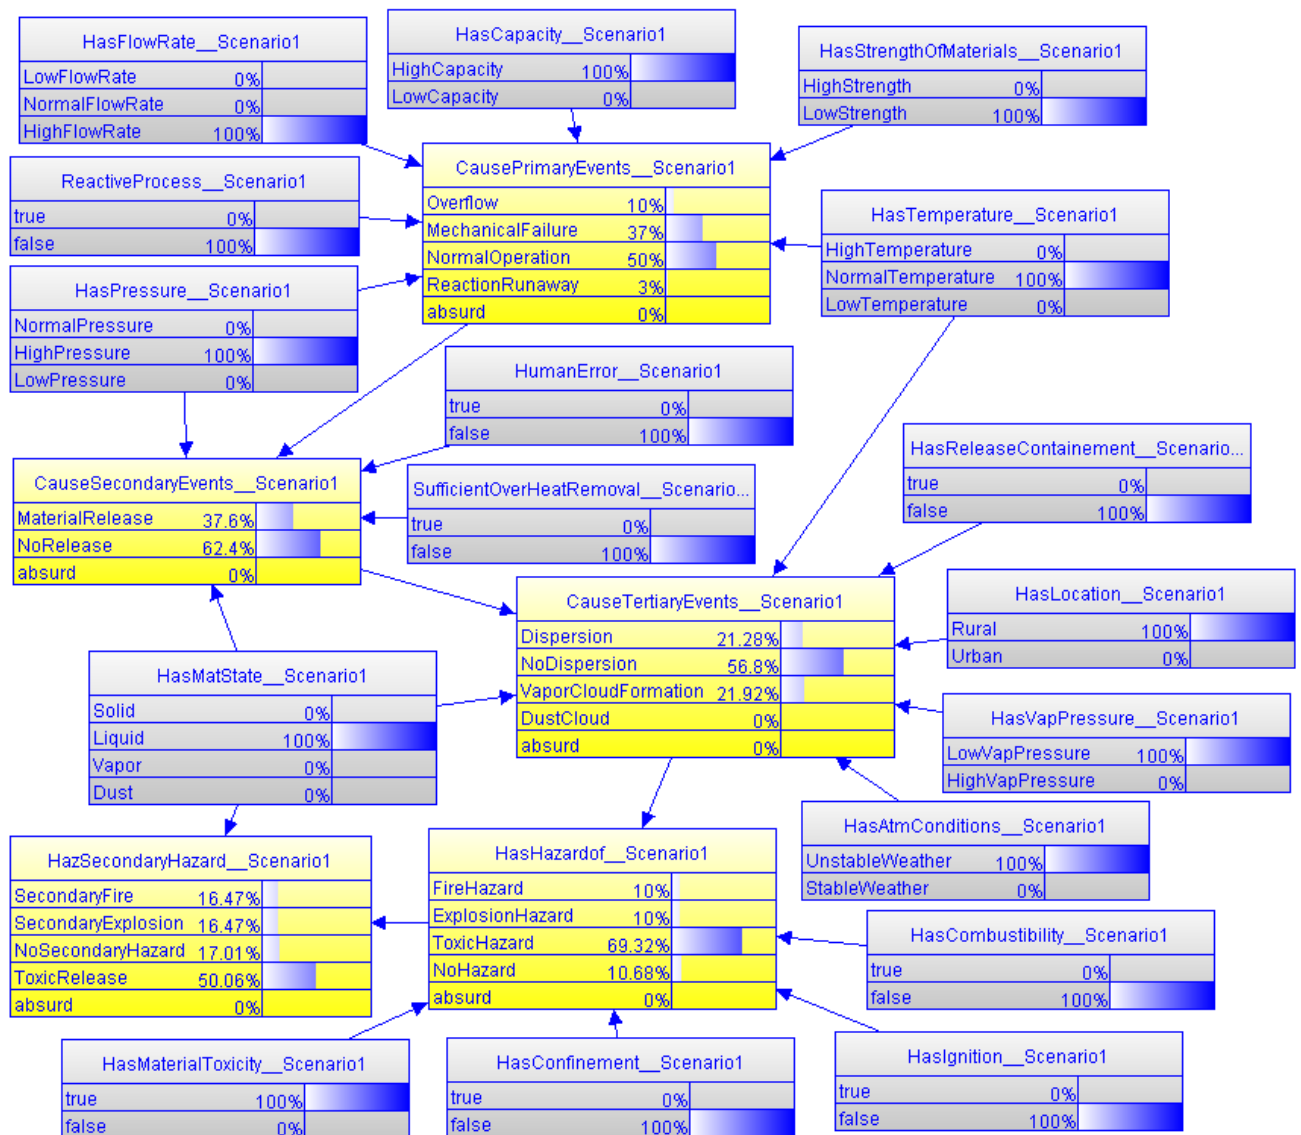 HasFlowRate__Scenario1
LowFlowRate 0%
NormalFlowRate 0%
HighFlowRate 100%
HasCapacity__Scenario1
HighCapacity 100%
LowCapacity 0%
HasStrengthOfMaterials__Scenario1
HighStrength 0%
LowStrength 100%
ReactiveProcess__Scenario1
true 0%
false 100%
CausePrimaryEvents__Scenario1
Overflow 10%
MechanicalFailure 37%
NormalOperation 50%
ReactionRunaway 3%
absurd 0%
HasTemperature__Scenario1
HighTemperature 0%
NormalTemperature 100%
LowTemperature 0%
HasPressure__Scenario1
NormalPressure 0%
HighPressure 100%
LowPressure 0%
HumanError__Scenario1
true 0%
false 100%
HasReleaseContainement__Scenario...
true 0%
false 100%
CauseSecondaryEvents__Scenario1
MaterialRelease 37.6%
NoRelease 62.4%
absurd 0%
SufficientOverHeatRemoval__Scenario...
true 0%
false 100%
CauseTertiaryEvents__Scenario1
Dispersion 21.28%
NoDispersion 56.8%
VaporCloudFormation 21.92%
DustCloud 0%
absurd 0%
HasLocation__Scenario1
Rural 100%
Urban 0%
HasMatState__Scenario1
Solid 0%
Liquid 100%
Vapor 0%
Dust 0%
HasVapPressure__Scenario1
LowVapPressure 100%
HighVapPressure 0%
HasAtmConditions__Scenario1
UnstableWeather 100%
StableWeather 0%
HazSecondaryHazard__Scenario1
SecondaryFire 16.47%
SecondaryExplosion 16.47%
NoSecondaryHazard 17.01%
ToxicRelease 50.06%
absurd 0%
HasHazardof__Scenario1
FireHazard 10%
ExplosionHazard 10%
ToxicHazard 69.32%
NoHazard 10.68%
absurd 0%
HasCombustibility__Scenario1
true 0%
false 100%
HasMaterialToxicity__Scenario1
true 100%
false 0%
HasConfinement__Scenario1
true 0%
false 100%
HasIgnition__Scenario1
true 0%
false 100%